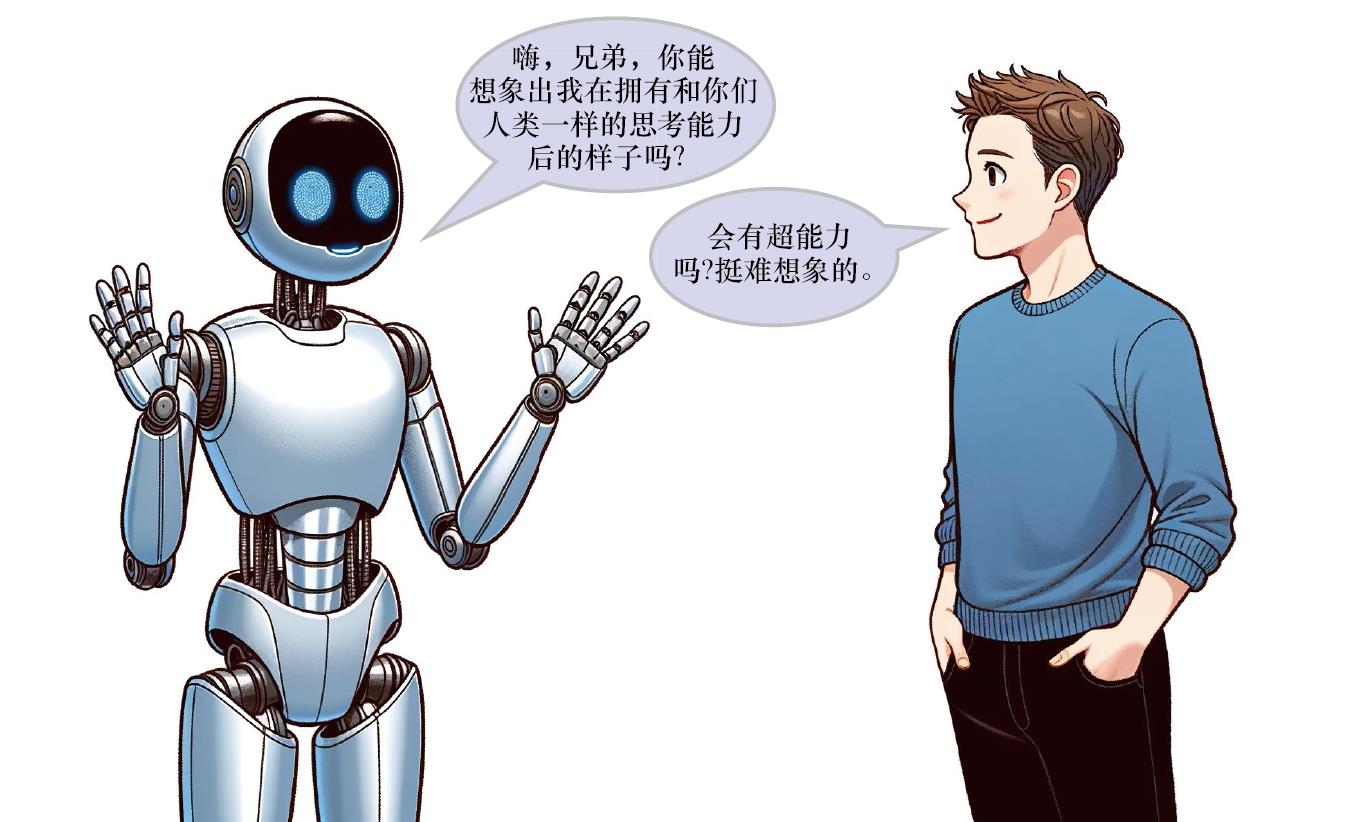 嗨，兄弟，你能
想象出我在拥有和你们
人类一样的思考能力
后的样子吗？
会有超能力
吗?挺难想象的。